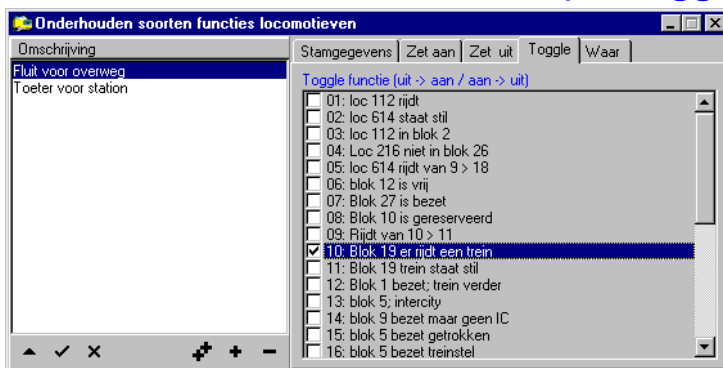 Onderhouden soorten functies locomotieven
Omschrijving
Fluit voor overweg
Toeter voor station
Stamgegevens Zet aan Zet uit Toggle Waar
Toggle functie (uit -> aan / aan -> uit)
01: loc 112 rijdt
02: loc 614 staat stil
03: loc 112 in blok 2
04: Loc 216 niet in blok 26
05: loc 614 rijdt van 9 > 18
06: blok 12 is vrij
07: Blok 27 is bezet
08: Blok 10 is gereserveerd
09: Rijdt van 10 > 11
10: Blok 19 er rijdt een trein
11: Blok 19 trein staat stil
12: Blok 1 bezet; trein verder
13: blok 5; intercity
14: blok 9 bezet maar geen IC
15: blok 5 bezet getrokken
16: blok 5 bezet treinstel